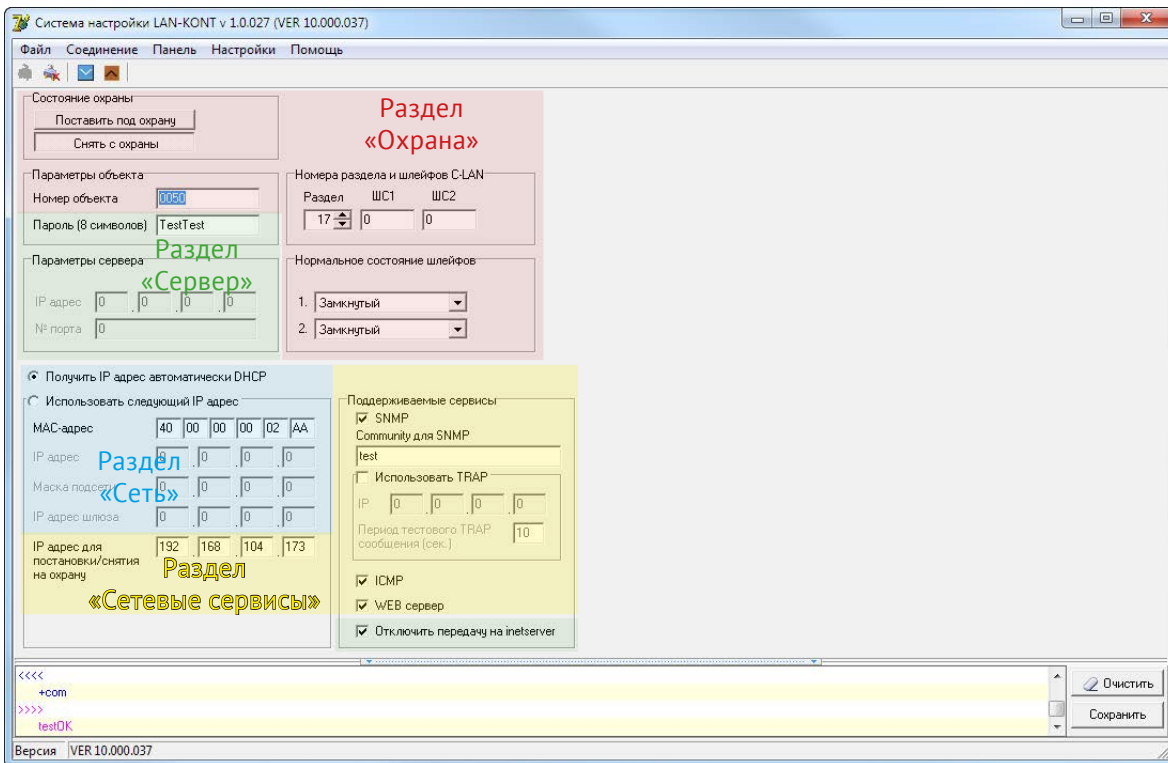 Система настройки LAN-KONT v 1.0.027 (VER 10.000.037)
Файл Соединение Панель Настройки Помощь
Состояние охраны
Поставить под охрану
Снять с охраны
Раздел
«Охрана»
Параметры объекта
Номер объекта 0050
Пароль (8 символов) TestTest
Номера раздела и шлейфов C-LAN
Раздел ШС1 ШС2
17 0 0
Раздел
«Сервер»
Параметры сервера
IP адрес 0 . 0 . 0 . 0
№ порта 0
Нормальное состояние шлейфов
1. Замкнутый
2. Замкнутый
Получить IP адрес автоматически DHCP
Использовать следующий IP адрес
MAC-адрес 40 00 00 00 02 AA
IP адрес 0 . 0 . 0 . 0
Маска подсети 0 . 0 . 0 . 0
IP адрес шлюза 0 . 0 . 0 . 0
Раздел
«Сеть»
IP адрес для
постановки/снятия
на охрану
192 . 168 . 104 . 173
Раздел
«Сетевые сервисы»
Поддерживаемые сервисы
SNMP
Community для SNMP
test
Использовать TRAP
IP 0 . 0 . 0 . 0
Период тестового TRAP
сообщения (сек.)
10
ICMP
WEB сервер
Отключить передачу на inetserver
<<<<
+com
>>>>
testOK
Очистить
Сохранить
Версия VER 10.000.037